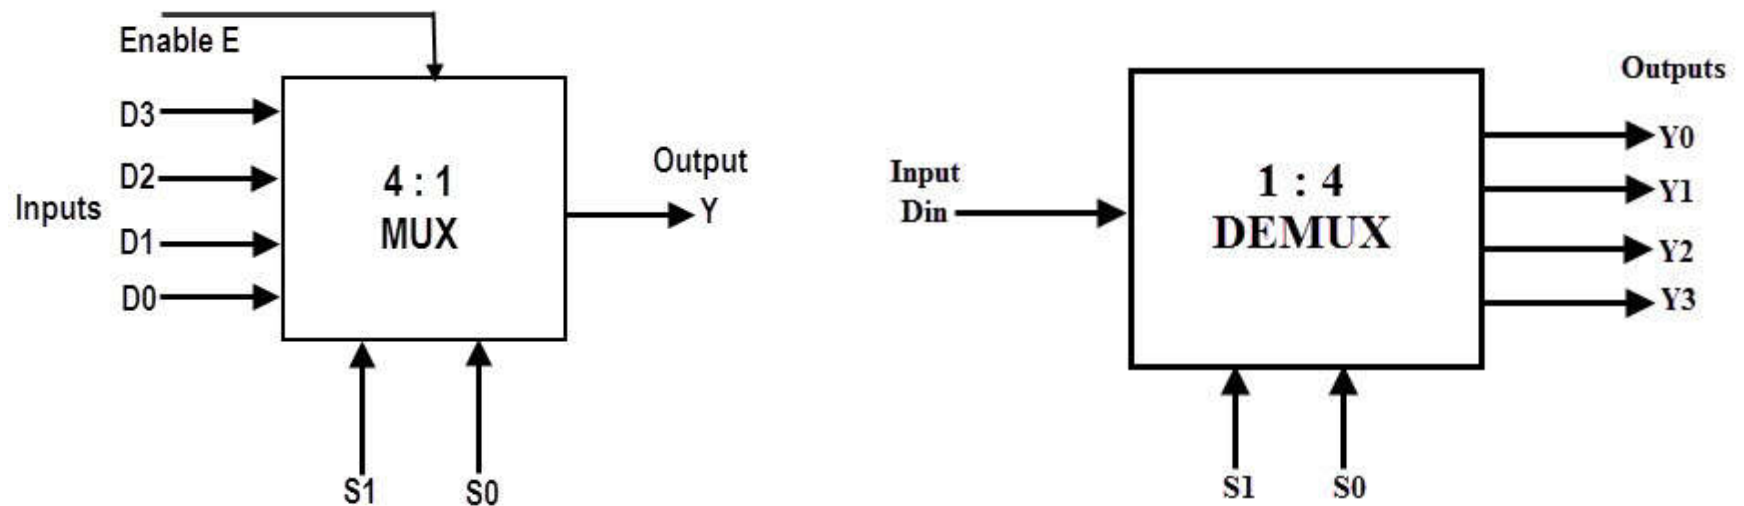 Enable E
D3
D2
Inputs
D1
D0
4 : 1
MUX
Output
Y
S1 S0
Outputs
Input
Din
1 : 4
DEMUX
Y0
Y1
Y2
Y3
S1 S0